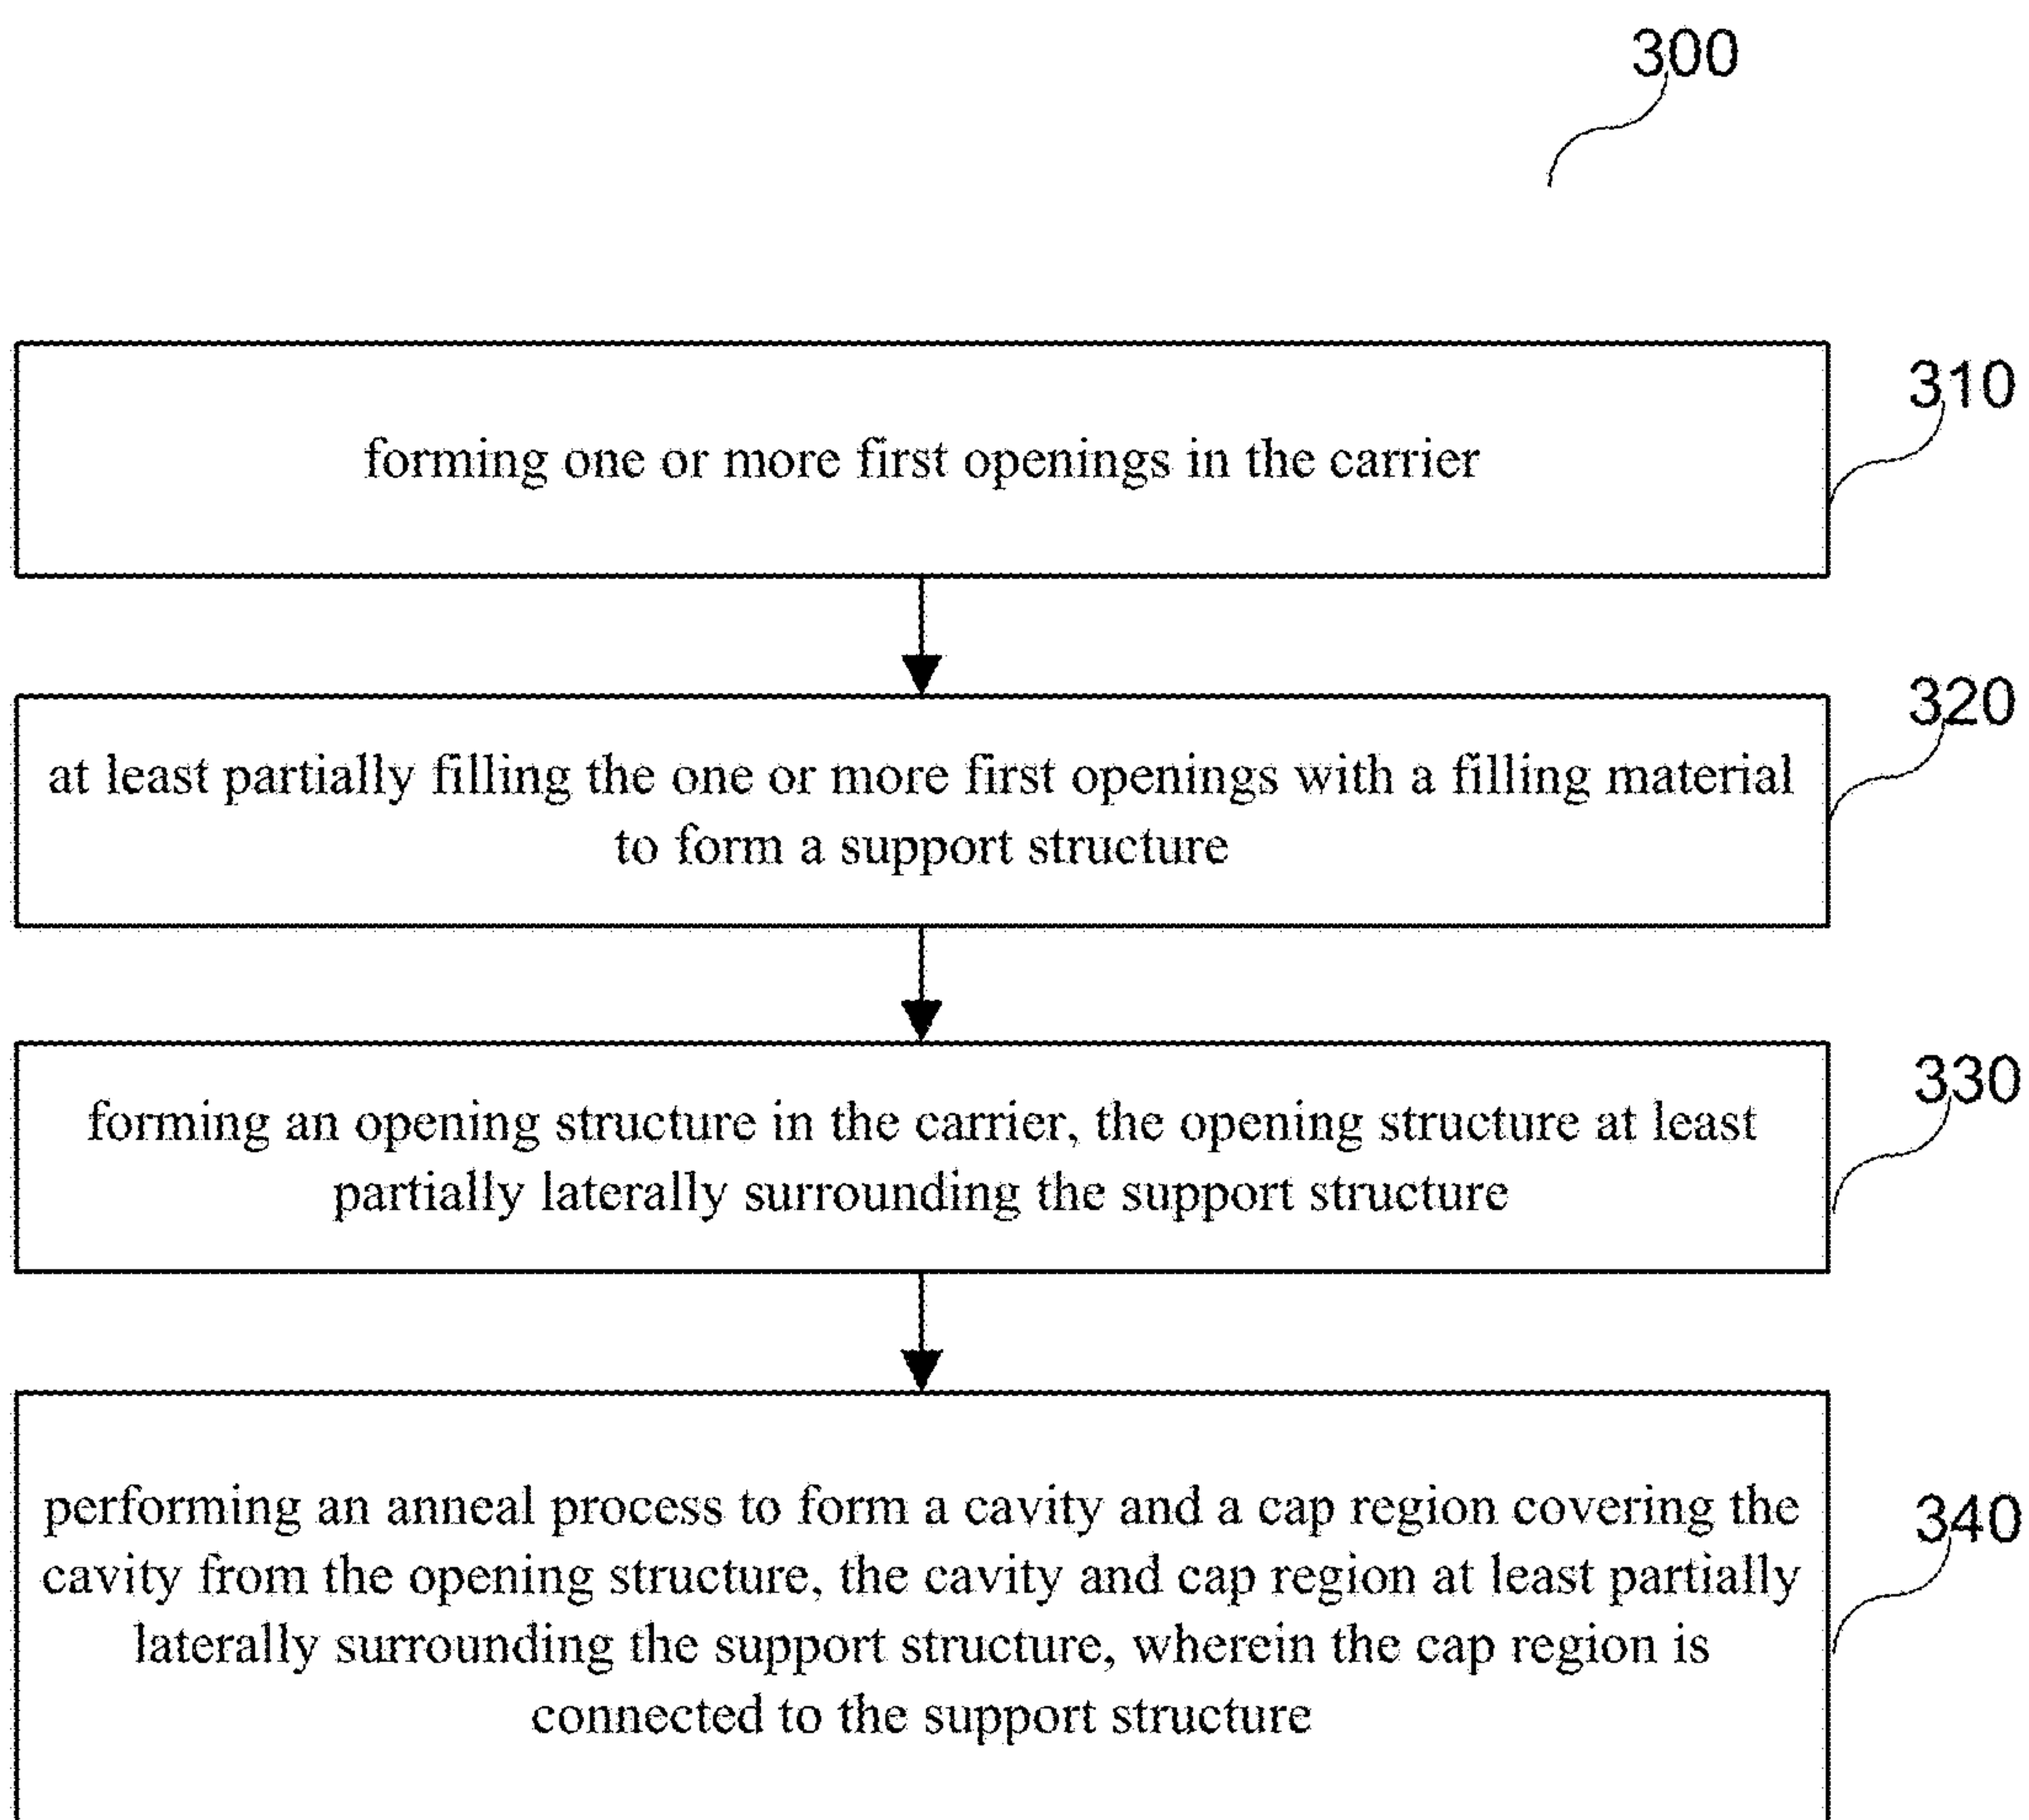 300
310
forming one or more first openings in the carrier
320
at least partially filling the one or more first openings with a filling material
to form a support structure
330
forming an opening structure in the carrier, the opening structure at least
partially laterally surrounding the support structure
340
performing an anneal process to form a cavity and a cap region covering the
cavity from the opening structure, the cavity and cap region at least partially
laterally surrounding the support structure, wherein the cap region is
connected to the support structure